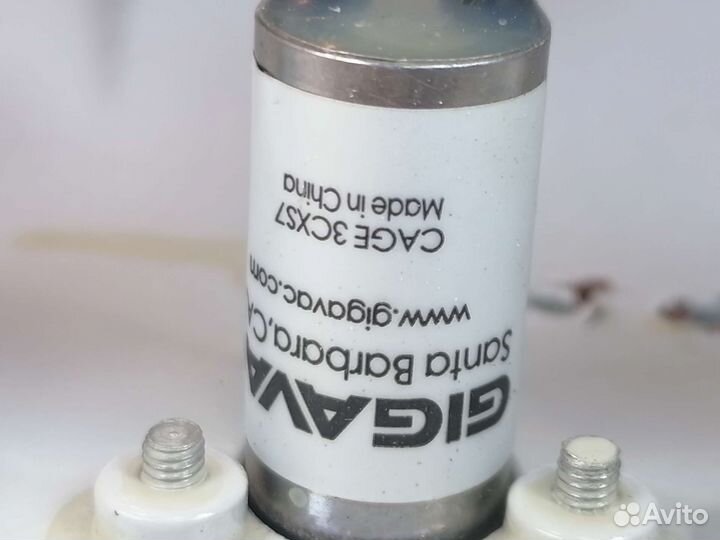 GIGAVA
Santa Barbara, CA
www.gigavac.com
CAGE 3CXS7
Made in China
Avito